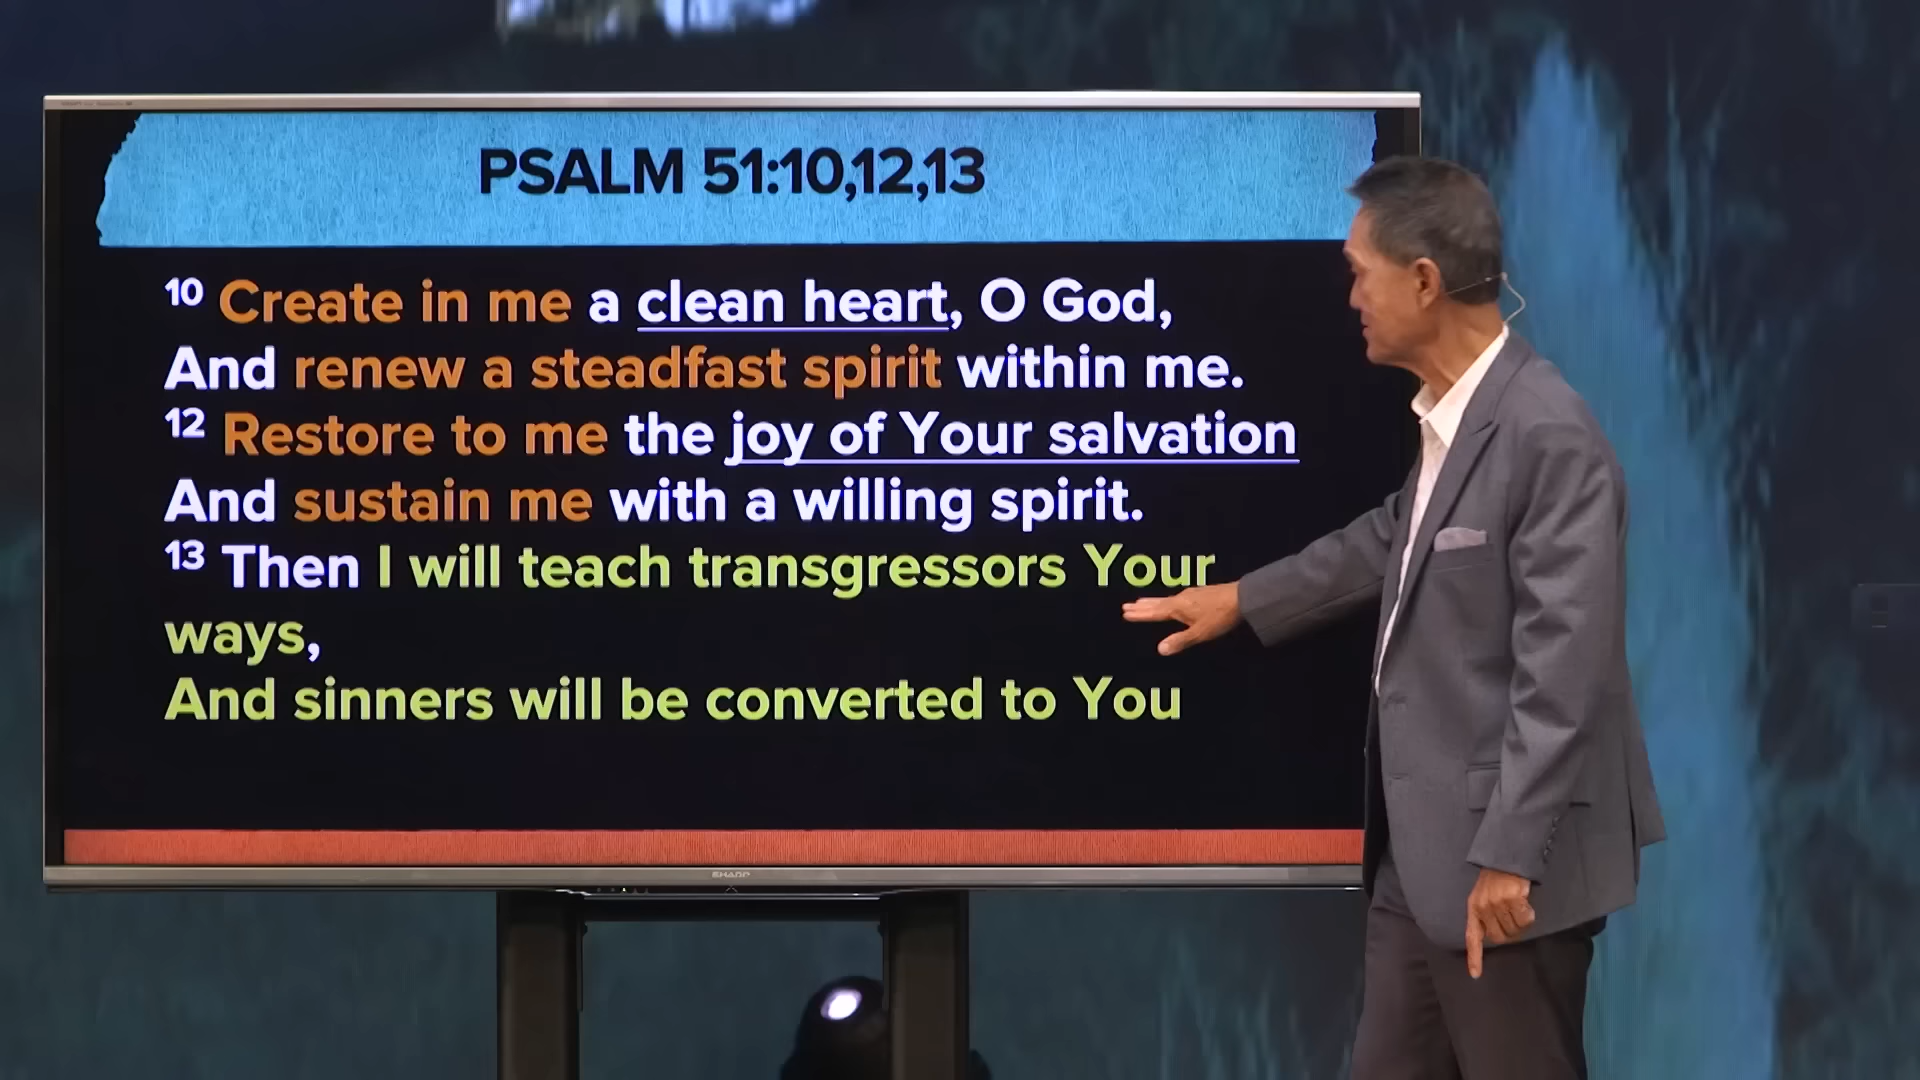 PSALM 51:10,12,13
10 Create in me a clean heart, O God,
And renew a steadfast spirit within me.
12 Restore to me the joy of Your salvation
And sustain me with a willing spirit.
13 Then I will teach transgressors Your
ways,
And sinners will be converted to You
SHARP